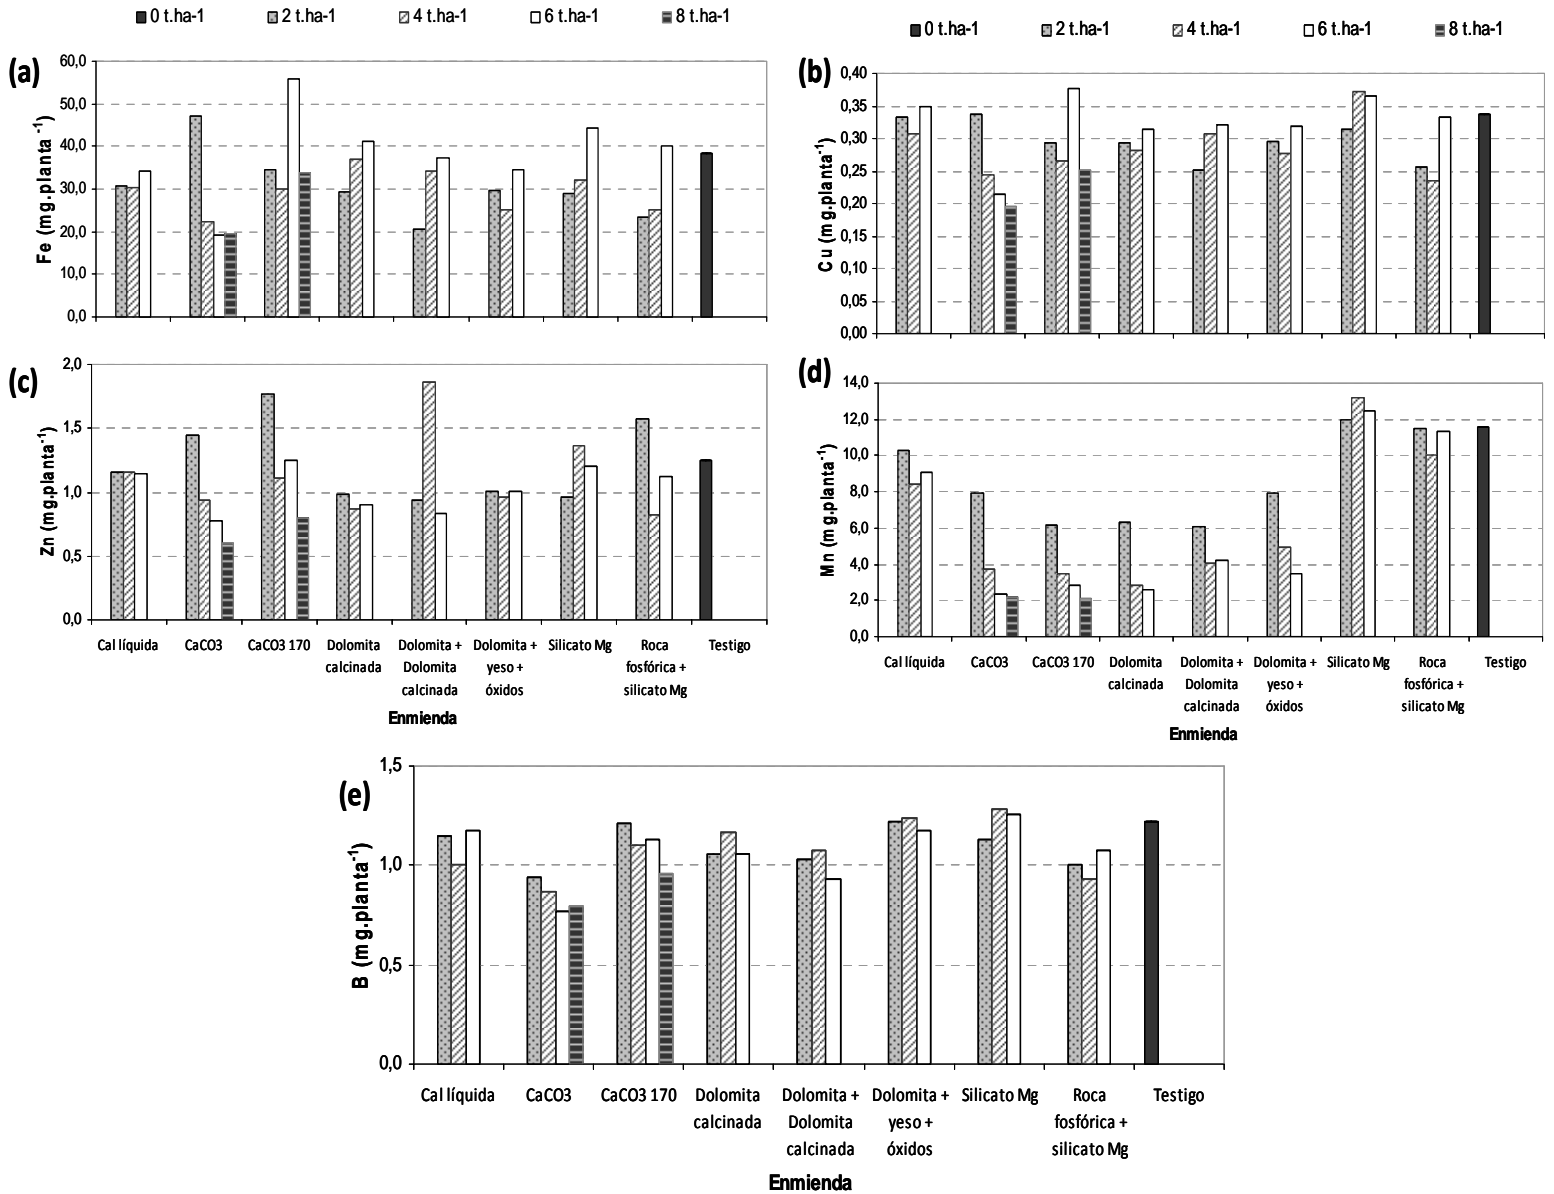 0 t.ha-1 2 t.ha-1 4 t.ha-1 6 t.ha-1 8 t.ha-1
(a)
Fe (mg.planta -1)
60,0
50,0
40,0
30,0
20,0
10,0
0,0
0 t.ha-1 2 t.ha-1 4 t.ha-1 6 t.ha-1 8 t.ha-1
(b)
Cu (mg.planta-1)
0,40
0,35
0,30
0,25
0,20
0,15
0,10
0,05
0,00
(c)
Zn (mg.planta-1)
2,0
1,5
1,0
0,5
0,0
Cal líquida CaCO3 CaCO3 170 Dolomita Dolomita + Dolomita + Silicato Mg Roca Testigo
calcinada Dolomita yeso + fosfórica +
calcinada óxidos silicato Mg
Enmienda
(d)
Mn (mg.planta-1)
14,0
12,0
10,0
8,0
6,0
4,0
2,0
0,0
Cal líquida CaCO3 CaCO3 170 Dolomita Dolomita + Dolomita + Silicato Mg Roca Testigo
calcinada Dolomita yeso + fosfórica +
calcinada óxidos silicato Mg
Enmienda
(e)
B (mg.planta-1)
1,5
1,0
0,5
0,0
Cal líquida CaCO3 CaCO3 170 Dolomita Dolomita + Dolomita + Silicato Mg Roca Testigo
calcinada Dolomita yeso + fosfórica +
calcinada óxidos silicato Mg
Enmienda